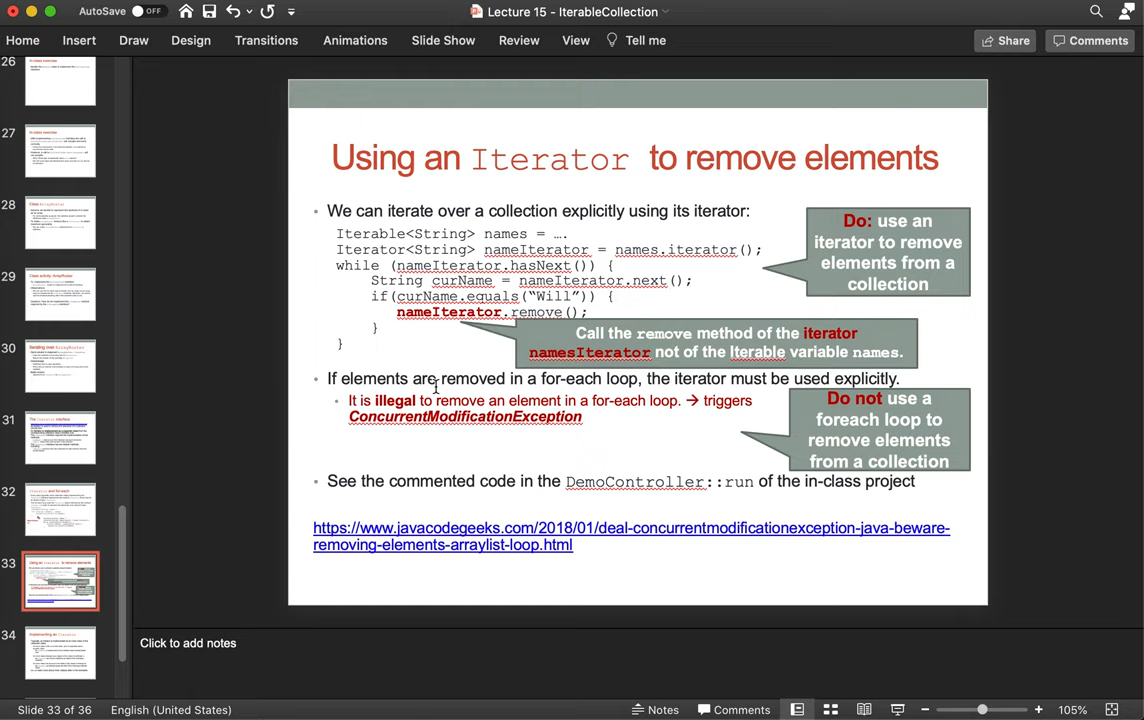 AutoSave OFF
Lecture 15 - IterableCollection
Home Insert Draw Design Transitions Animations Slide Show Review View Tell me Share Comments
26
27
28
29
30
31
32
33
34
Using an Iterator to remove elements
• We can iterate over a collection explicitly using its iterator:
Iterable<String> names = ….
Iterator<String> nameIterator = names.iterator();
while (nameIterator.hasNext()) {
String curName = nameIterator.next();
if(curName.equals(“Will”)) {
nameIterator.remove();
}
}
Do: use an
iterator to remove
elements from a
collection
Call the remove method of the iterator
namesIterator not of the Iterable variable names.
• If elements are removed in a for-each loop, the iterator must be used explicitly.
• It is illegal to remove an element in a for-each loop. → triggers
ConcurrentModificationException
Do not use a
foreach loop to
remove elements
from a collection
• See the commented code in the DemoController::run of the in-class project
https://www.javacodegeeks.com/2018/01/deal-concurrentmodificationexception-java-beware-
removing-elements-arraylist-loop.html
Click to add notes
Slide 33 of 36 English (United States) Notes Comments 105%